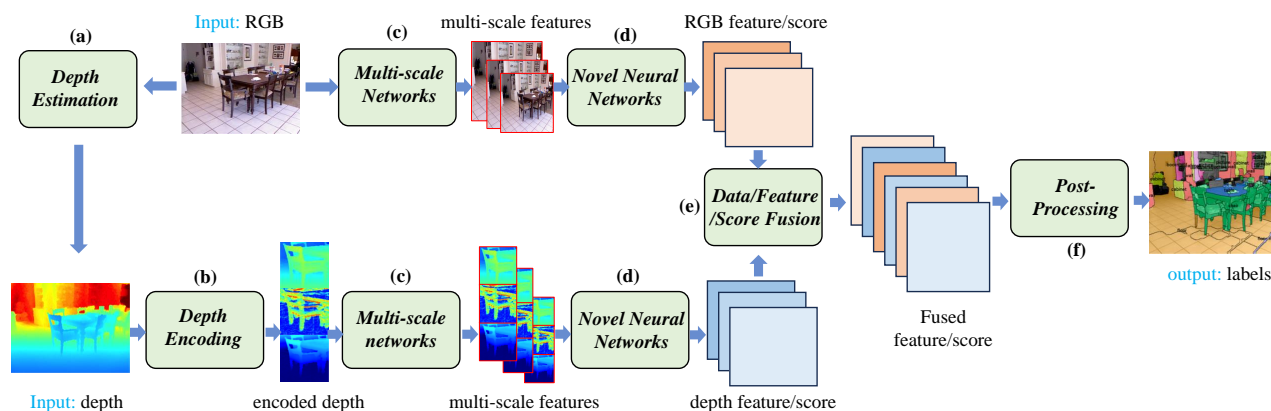 Input: RGB
multi-scale features
RGB feature/score
(a)
(c)
(d)
Depth
Estimation
Multi-scale
Networks
Novel Neural
Networks
(e)
Data/Feature
/Score Fusion
Post-
Processing
(f)
output: labels
(b)
(c)
(d)
Depth
Encoding
Multi-scale
networks
Novel Neural
Networks
Fused
feature/score
Input: depth
encoded depth
multi-scale features
depth feature/score